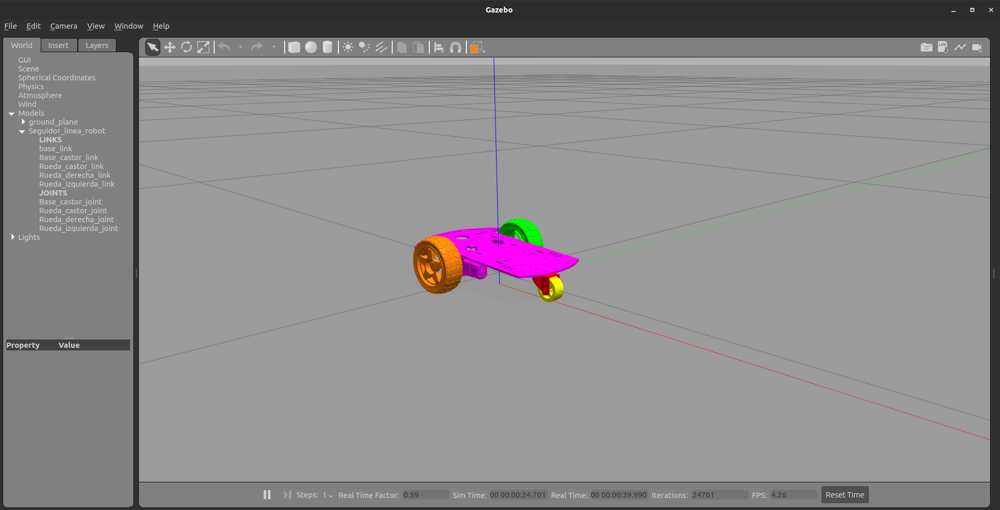 Gazebo
File Edit Camera View Window Help
World Insert Layers
LOG
GUI
Scene
Spherical Coordinates
Physics
Atmosphere
Wind
Models
ground_plane
Seguidor_linea_robot
LINKS
base_link
Base_castor_link
Rueda_castor_link
Rueda_derecha_link
Rueda_izquierda_link
JOINTS
Base_castor_joint
Rueda_castor_joint
Rueda_derecha_joint
Rueda_izquierda_joint
Lights
Property Value
Steps: 1 Real Time Factor: 0.59 Sim Time: 00 00:00:24.701 Real Time: 00 00:00:39.990 Iterations: 24701 FPS: 4.26 Reset Time